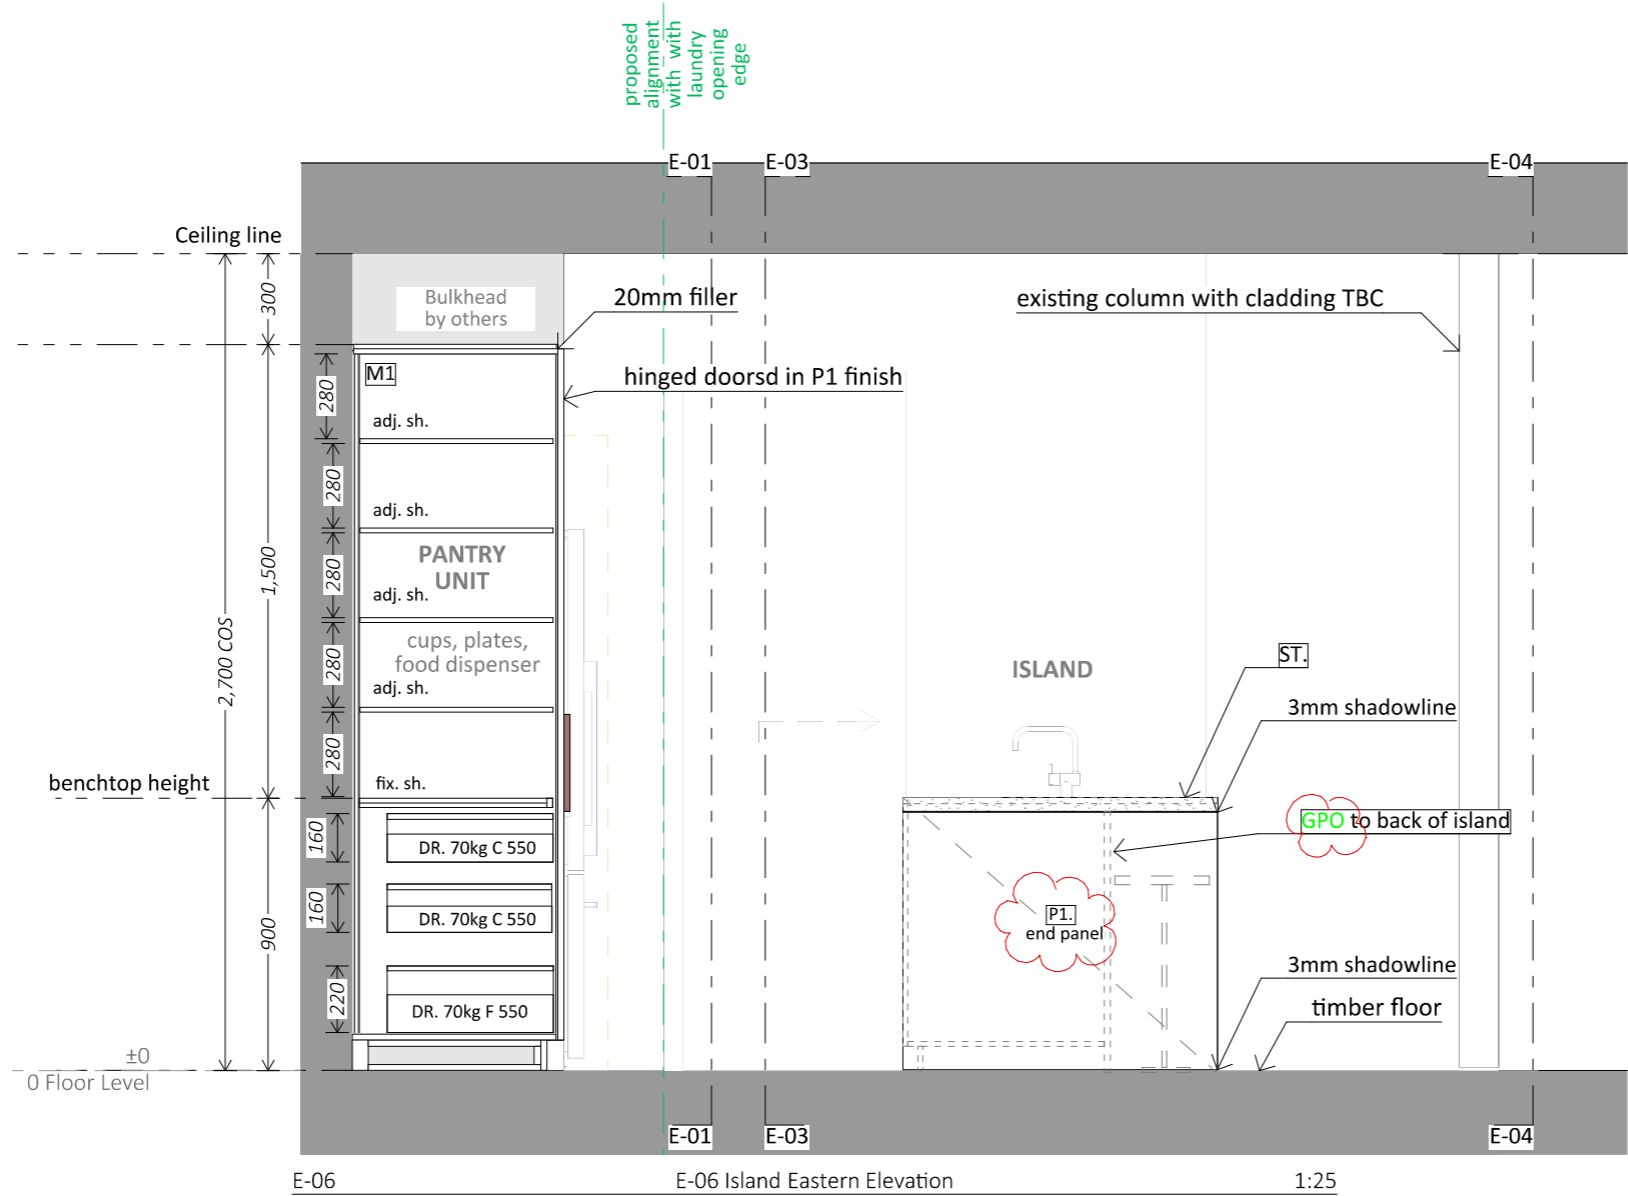 proposed
alignment
with with
laundry
opening
edge
E-01
E-03
E-04
Ceiling line
300
Bulkhead
by others
20mm filler
existing column with cladding TBC
M1
hinged doorsd in P1 finish
280
adj. sh.
280
adj. sh.
PANTRY
UNIT
1,500
280
adj. sh.
2,700 COS
280
cups, plates,
food dispenser
adj. sh.
ISLAND
ST.
3mm shadowline
280
benchtop height
fix. sh.
160
DR. 70kg C 550
GPO to back of island
160
DR. 70kg C 550
900
P1.
end panel
3mm shadowline
220
DR. 70kg F 550
timber floor
±0
0 Floor Level
E-01
E-03
E-04
E-06
E-06 Island Eastern Elevation
1:25